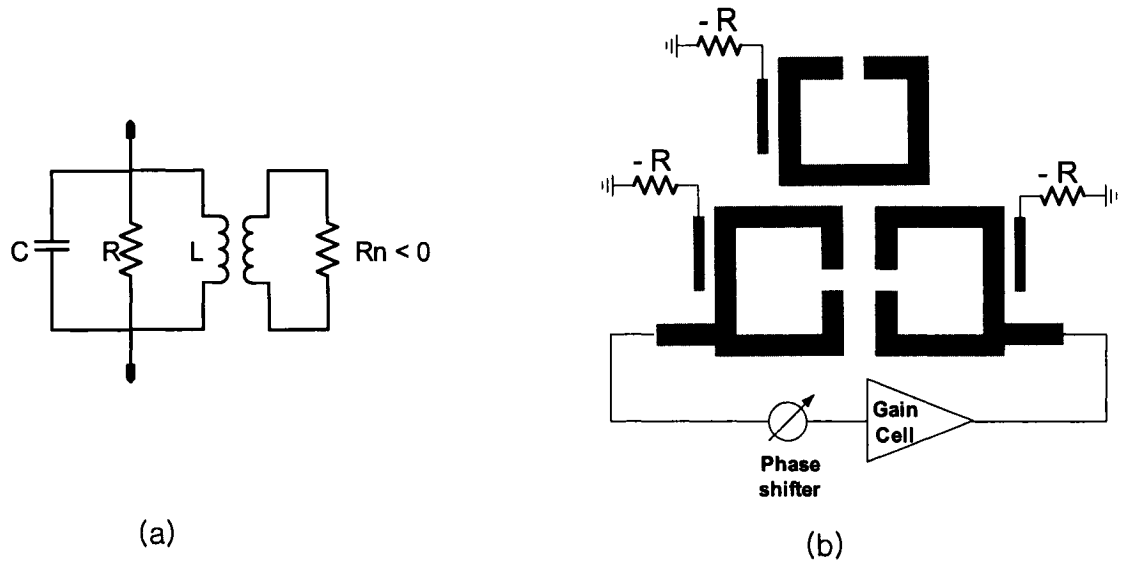 - R
- R
- R
C
R
L
Rn < 0
Gain
Cell
Phase
shifter
(a)
(b)